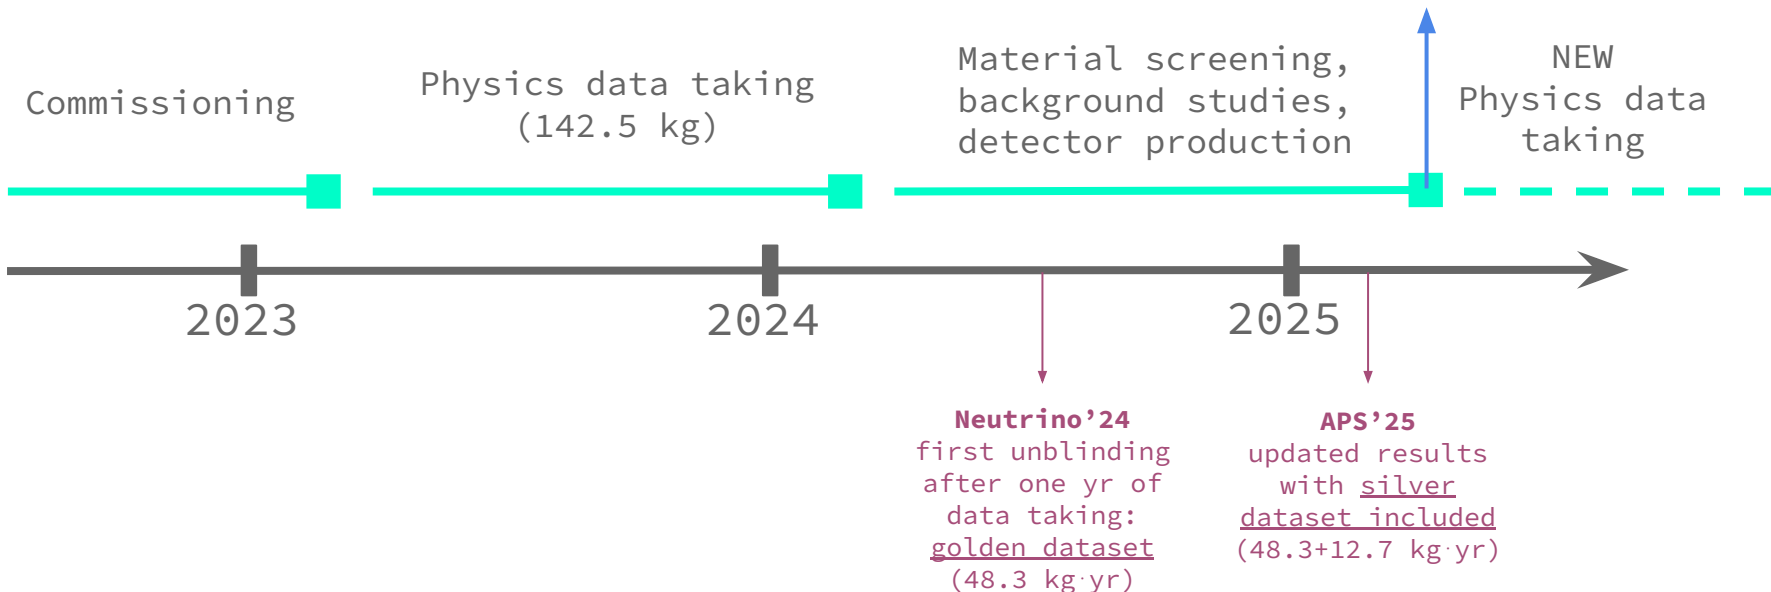 Commissioning
Physics data taking
(142.5 kg)
Material screening,
background studies,
detector production
NEW
Physics data
taking
2023
2024
2025
Neutrino’24
first unblinding
after one yr of
data taking:
golden dataset
(48.3 kg·yr)
APS’25
updated results
with silver
dataset included
(48.3+12.7 kg·yr)